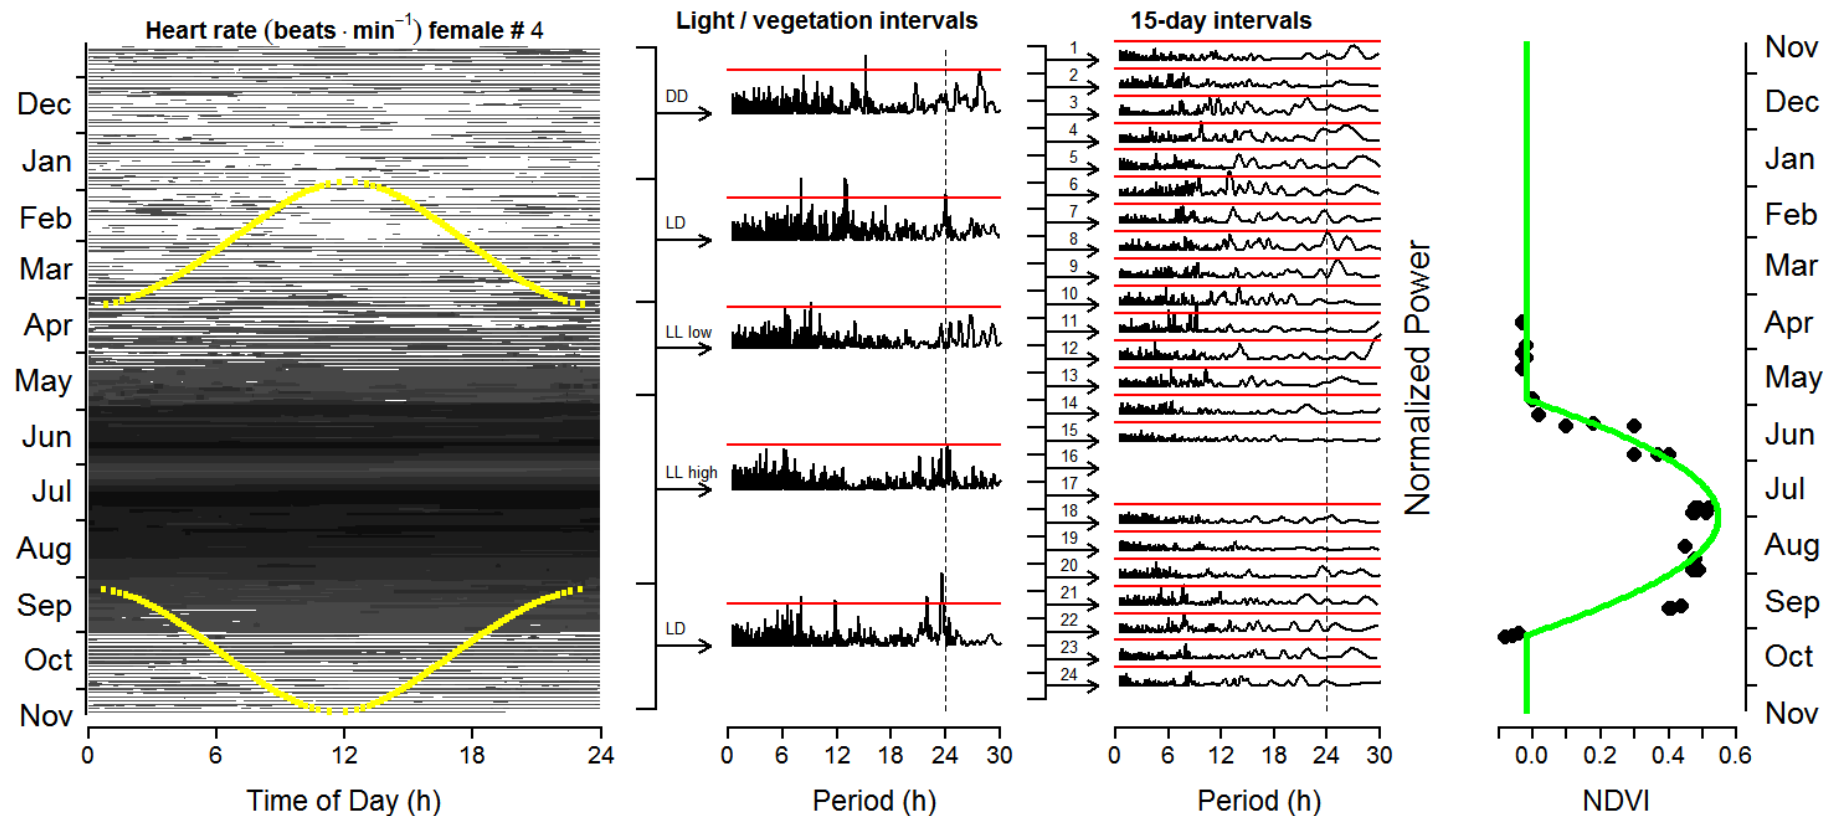 Heart rate (beats · min⁻¹) female # 4
Light / vegetation intervals
15-day intervals
Dec
Jan
Feb
Mar
Apr
May
Jun
Jul
Aug
Sep
Oct
Nov
0 6 12 18 24
Time of Day (h)
DD
LD
LL low
LL high
LD
0 6 12 18 24 30
Period (h)
1
2
3
4
5
6
7
8
9
10
11
12
13
14
15
16
17
18
19
20
21
22
23
24
0 6 12 18 24 30
Period (h)
Normalized Power
Nov
Dec
Jan
Feb
Mar
Apr
May
Jun
Jul
Aug
Sep
Oct
Nov
0.0 0.2 0.4 0.6
NDVI